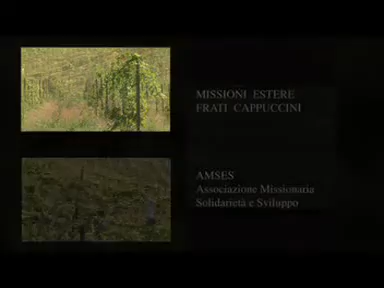 MISSIONI ESTERE
FRATI CAPPUCCINI
AMSES
Associazione Missionaria
Solidarietà e Sviluppo